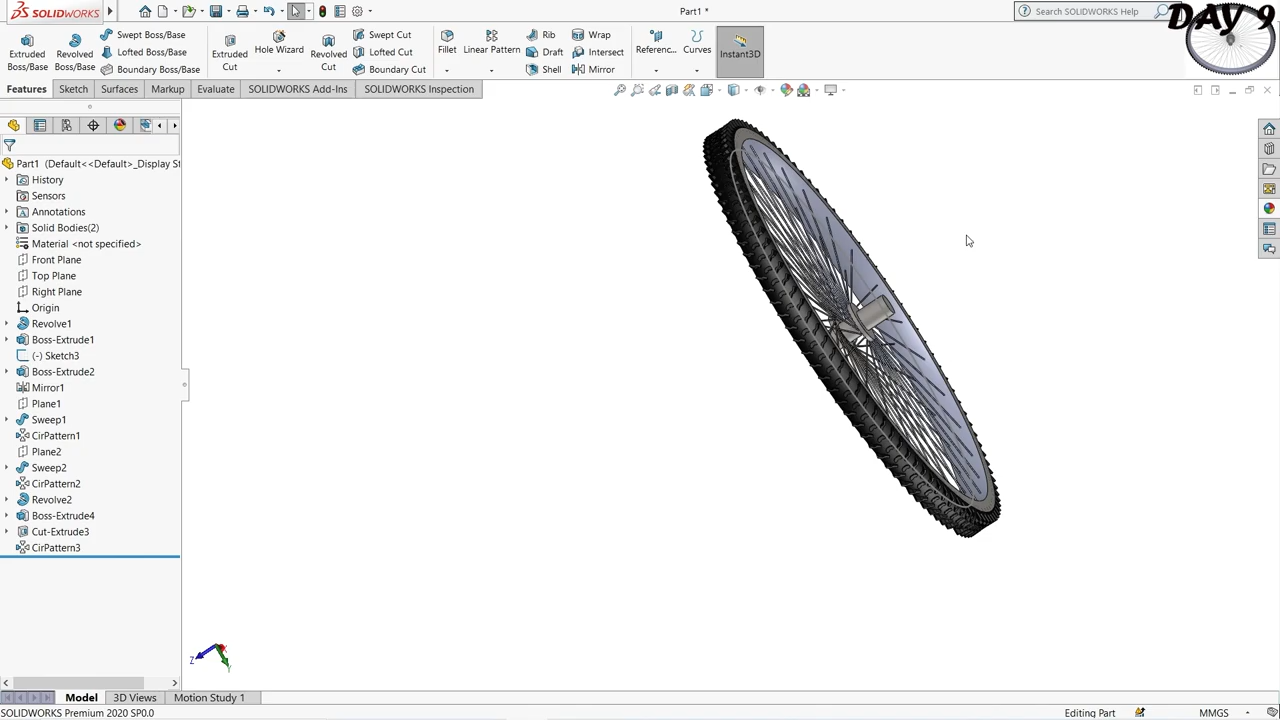 SOLIDWORKS
Part1 *
Search SOLIDWORKS Help
DAY 9
Extruded Boss/Base
Revolved Boss/Base
Swept Boss/Base
Lofted Boss/Base
Boundary Boss/Base
Extruded Cut
Hole Wizard
Revolved Cut
Swept Cut
Lofted Cut
Boundary Cut
Fillet
Linear Pattern
Rib
Draft
Shell
Wrap
Intersect
Mirror
Referenc...
Curves
Instant3D
Features
Sketch
Surfaces
Markup
Evaluate
SOLIDWORKS Add-Ins
SOLIDWORKS Inspection
Part1 (Default<<Default>_Display St
History
Sensors
Annotations
Solid Bodies(2)
Material <not specified>
Front Plane
Top Plane
Right Plane
Origin
Revolve1
Boss-Extrude1
(-) Sketch3
Boss-Extrude2
Mirror1
Plane1
Sweep1
CirPattern1
Plane2
Sweep2
CirPattern2
Revolve2
Boss-Extrude4
Cut-Extrude3
CirPattern3
Z
Y
Model
3D Views
Motion Study 1
SOLIDWORKS Premium 2020 SP0.0
Editing Part
MMGS